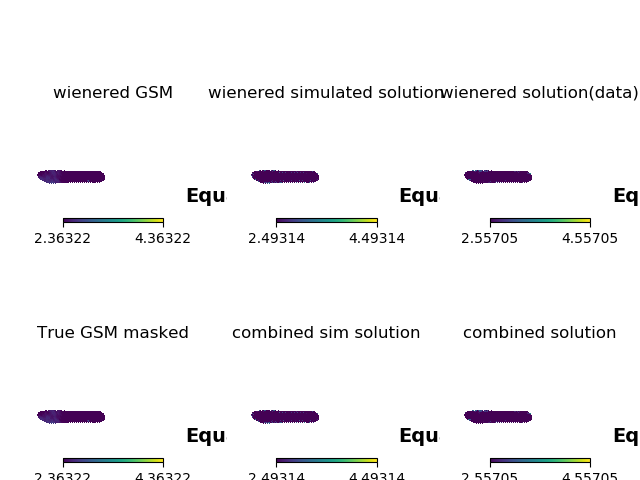 wienered GSM
wienered simulated solution
wienered solution(data)
Equ
Equ
Eq
2.36322 4.36322
2.49314 4.49314
2.55705 4.55705
True GSM masked
combined sim solution
combined solution
Equ
Equ
Eq
2.36322 4.36322
2.49314 4.49314
2.55705 4.55705